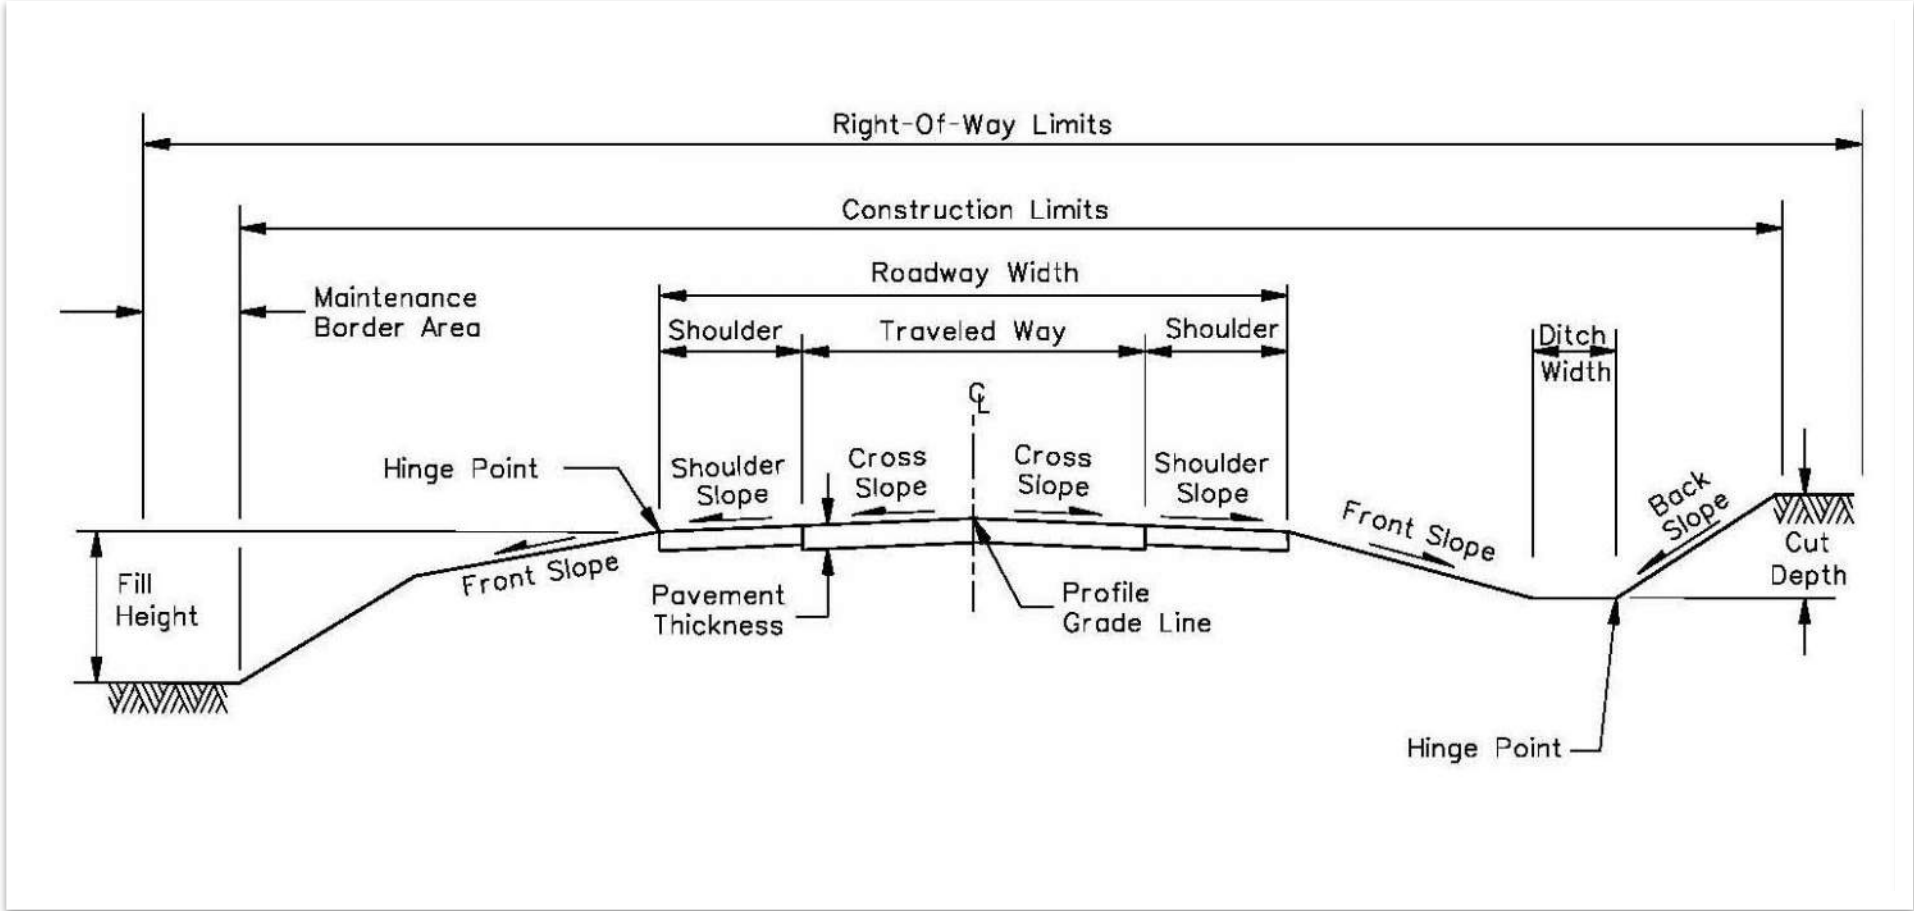 Right-Of-Way Limits
Construction Limits
Roadway Width
Maintenance
Border Area
Shoulder
Traveled Way
Shoulder
Ditch
Width
CL
Hinge Point
Shoulder
Slope
Cross
Slope
Cross
Slope
Shoulder
Slope
Front Slope
Back
Slope
Front Slope
Fill
Height
Cut
Depth
Pavement
Thickness
Profile
Grade Line
Hinge Point